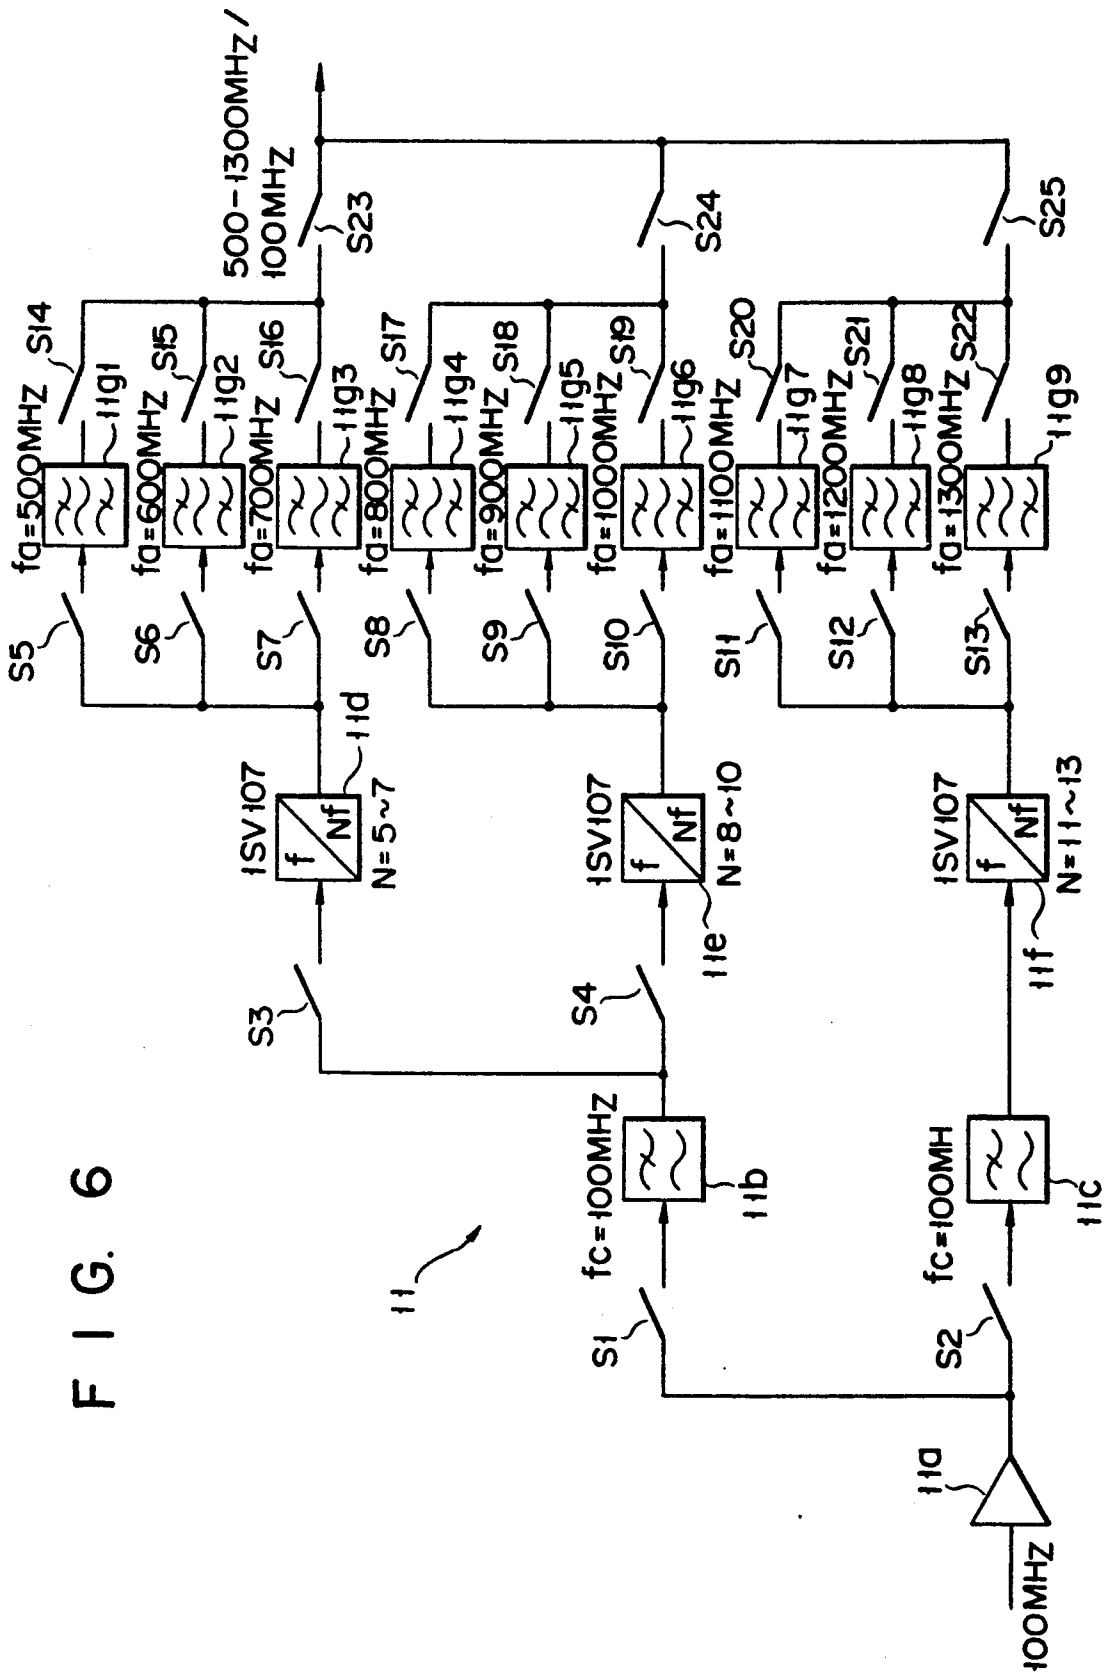 F I G. 6
11
100MHZ
11a
S1
S2
fc=100MHZ
11b
fc=100MH
11c
S3
S4
1SV107
f
Nf
N=5~7
11d
1SV107
f
Nf
N=8~10
11e
1SV107
f
Nf
N=11~13
11f
S5
S6
S7
S8
S9
S10
S11
S12
S13
fa=500MHZ
11g1
fa=600MHZ
11g2
fa=700MHZ
11g3
fa=800MHZ
11g4
fa=900MHZ
11g5
fa=1000MHZ
11g6
fa=1100MHZ
11g7
fa=1200MHZ
11g8
fa=1300MHZ
11g9
S14
S15
S16
S17
S18
S19
S20
S21
S22
S23
S24
S25
500-1300MHZ/
100MHZ